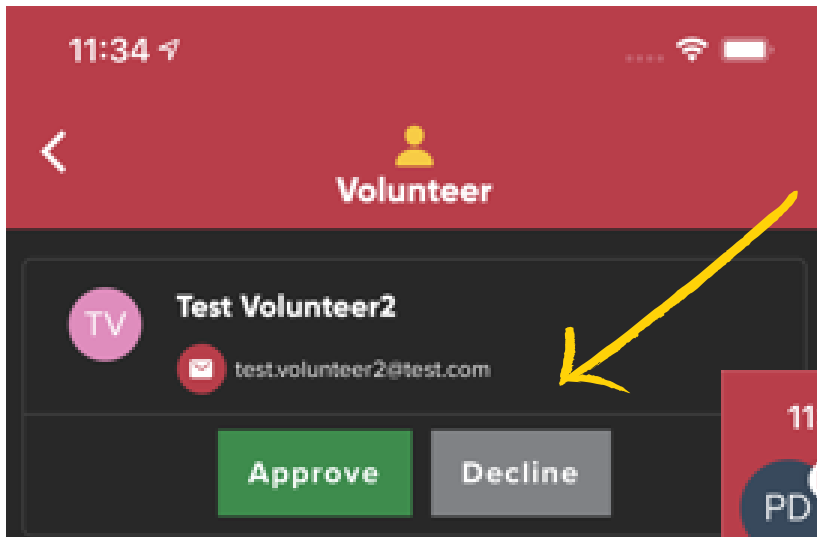 11:34
Volunteer
TV
Test Volunteer2
test.volunteer2@test.com
Approve Decline
11
PD